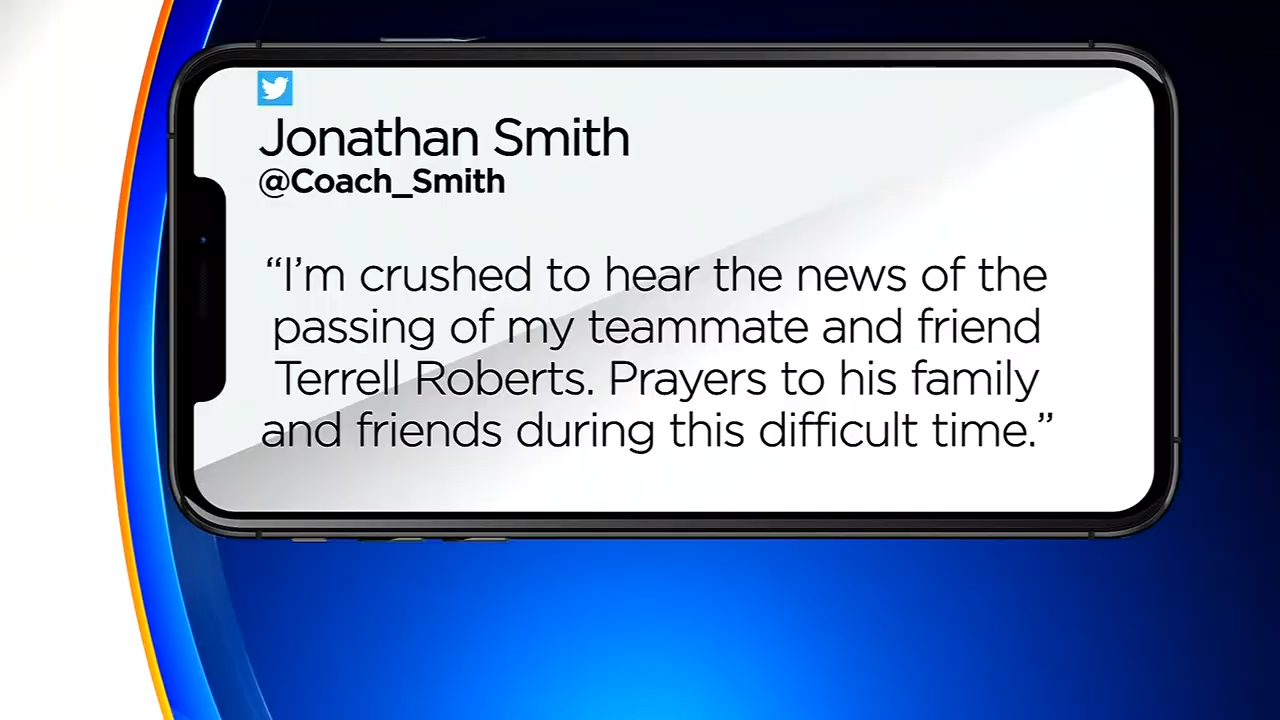 Jonathan Smith
@Coach_Smith
“I’m crushed to hear the news of the
passing of my teammate and friend
Terrell Roberts. Prayers to his family
and friends during this difficult time.”